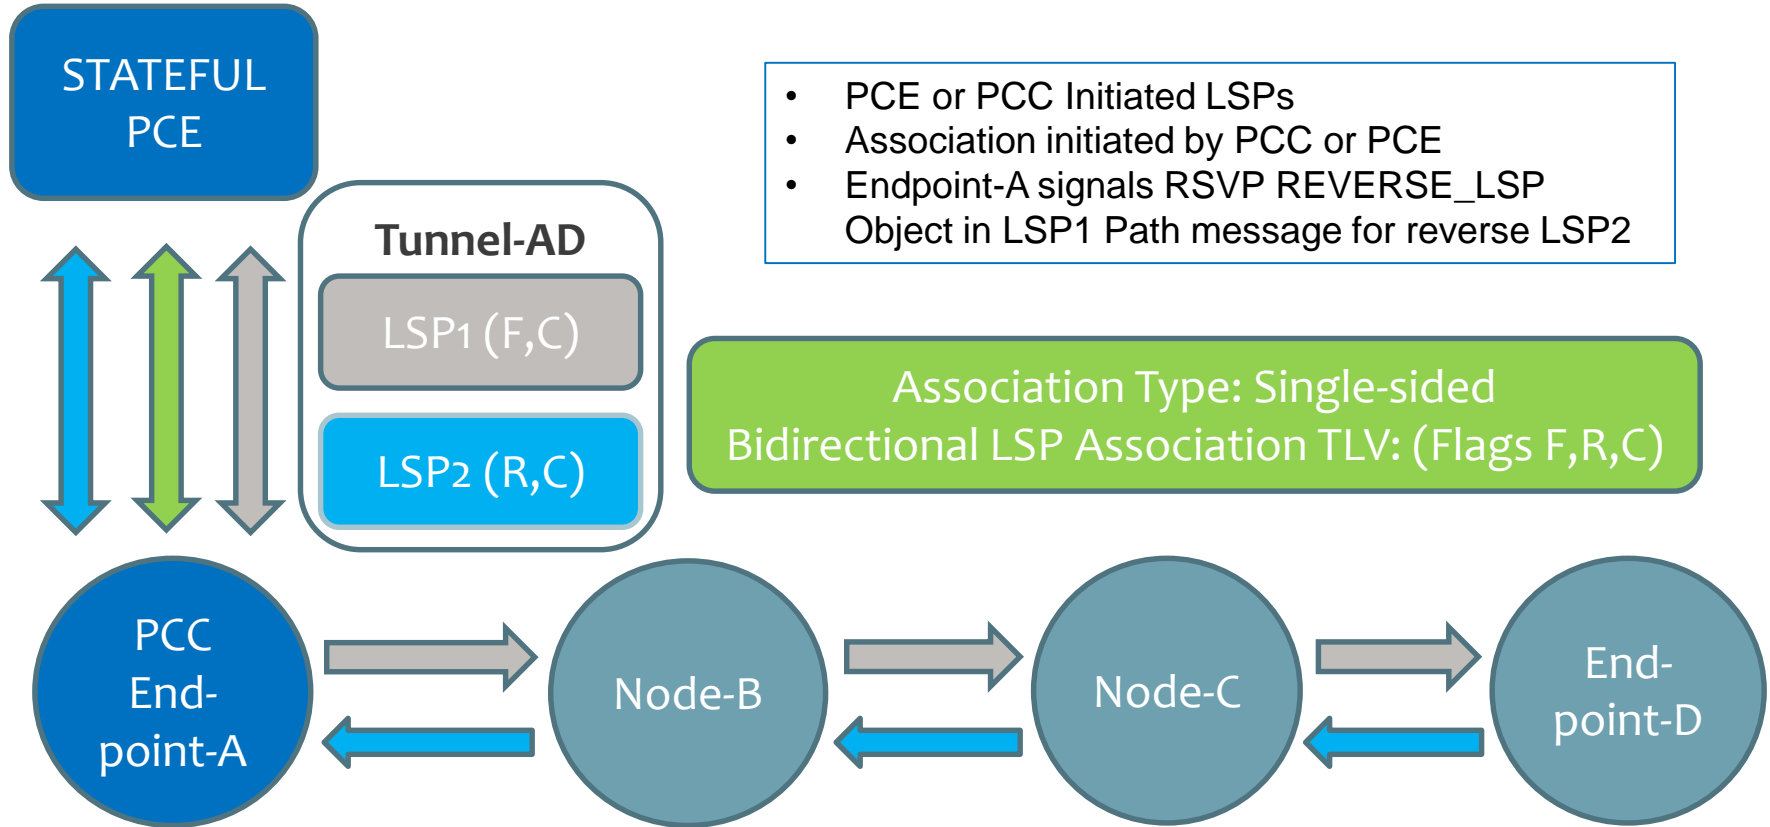 STATEFUL
PCE
• PCE or PCC Initiated LSPs
• Association initiated by PCC or PCE
• Endpoint-A signals RSVP REVERSE_LSP
Object in LSP1 Path message for reverse LSP2
Tunnel-AD
LSP1 (F,C)
LSP2 (R,C)
Association Type: Single-sided
Bidirectional LSP Association TLV: (Flags F,R,C)
PCC
End-
point-A
Node-B
Node-C
End-
point-D